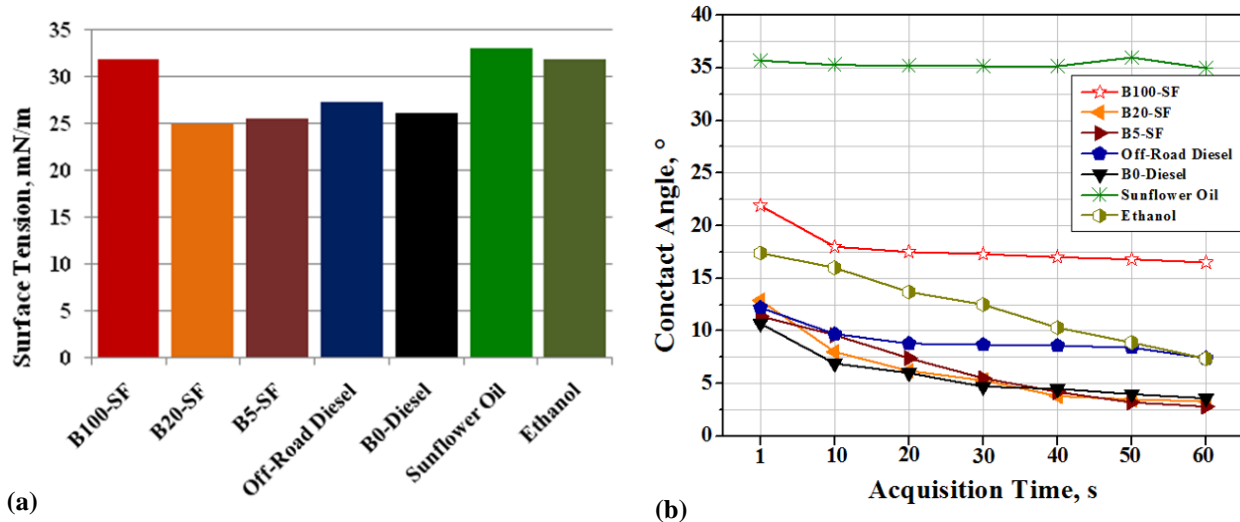 35
30
25
20
15
10
5
0
Surface Tension, mN/m
B100-SF
B20-SF
B5-SF
Off-Road Diesel
B0-Diesel
Sunflower Oil
Ethanol
(a)
40
35
30
25
20
15
10
5
0
Conctact Angle, °
B100-SF
B20-SF
B5-SF
Off-Road Diesel
B0-Diesel
Sunflower Oil
Ethanol
1 10 20 30 40 50 60
Acquisition Time, s
(b)